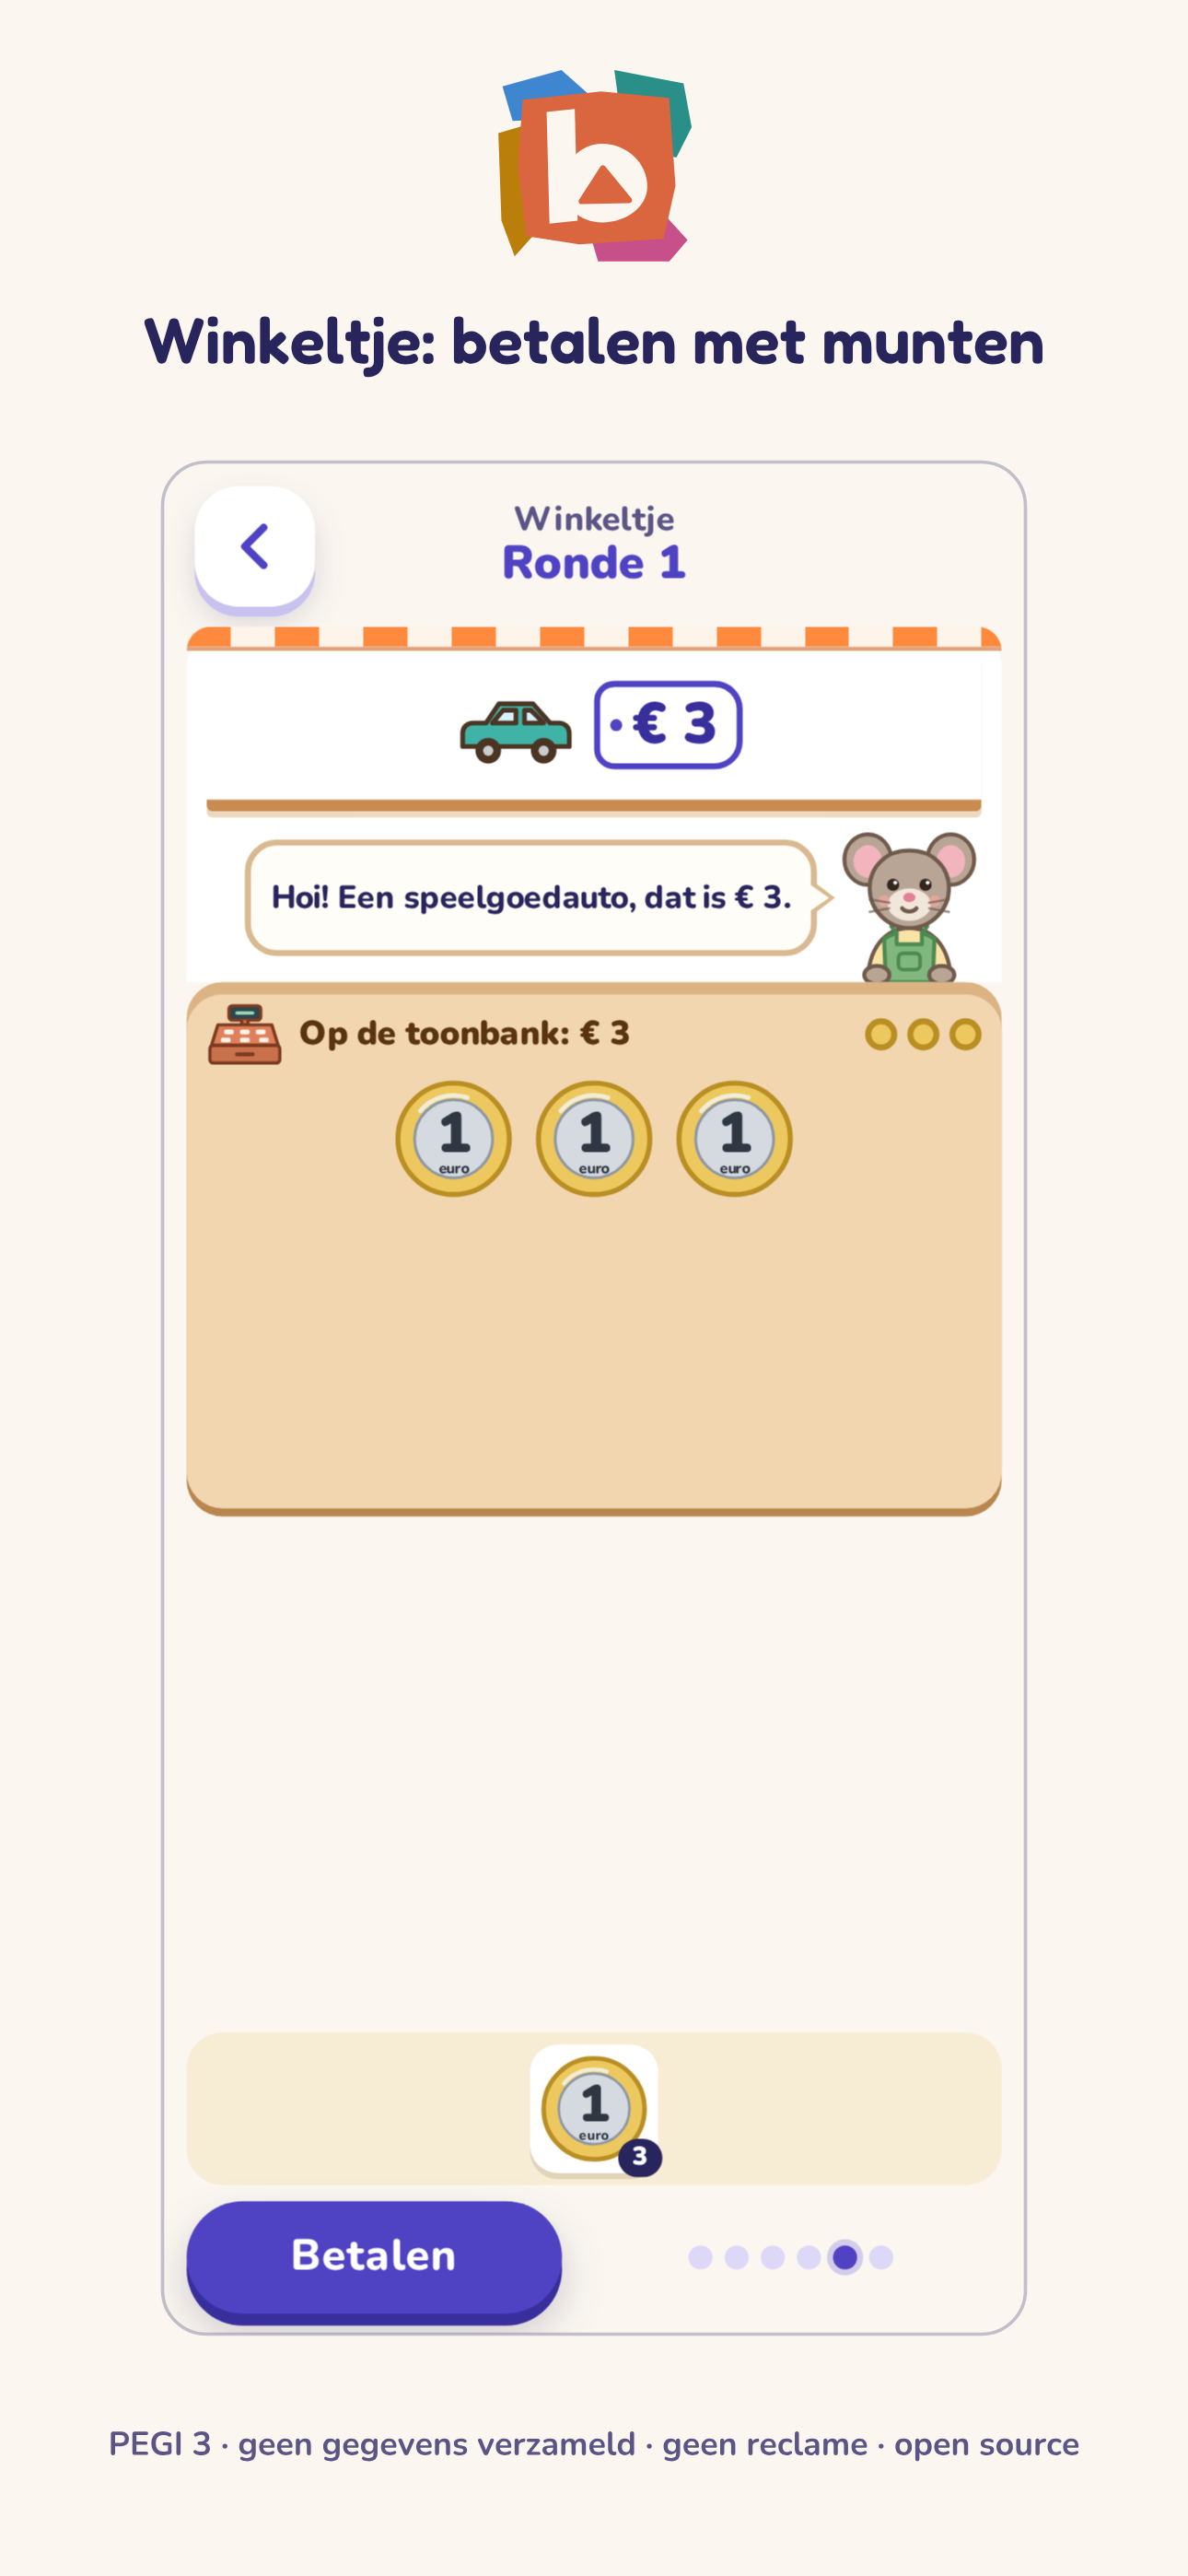 b
Winkeltje: betalen met munten
Winkeltje
Ronde 1
€ 3
Hoi! Een speelgoedauto, dat is € 3.
Op de toonbank: € 3
1 euro 1 euro 1 euro
1 euro
3
Betalen
PEGI 3 · geen gegevens verzameld · geen reclame · open source